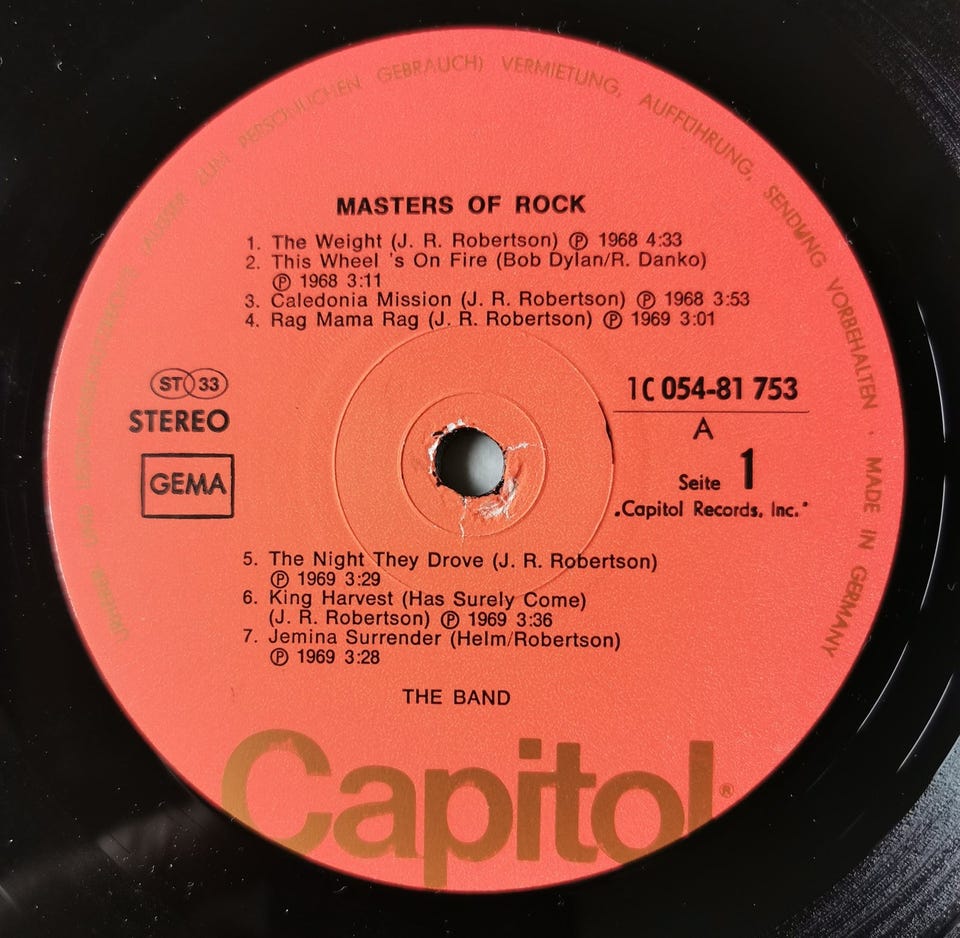 AUSSER ZUM PERSÖNLICHEN GEBRAUCH) VERMIETUNG, AUFFÜHRUNG, SENDUNG VORBEHALTEN · MADE IN GERMANY
MASTERS OF ROCK
1. The Weight (J. R. Robertson) Ⓟ 1968 4:33
2. This Wheel 's On Fire (Bob Dylan/R. Danko)
Ⓟ 1968 3:11
3. Caledonia Mission (J. R. Robertson) Ⓟ 1968 3:53
4. Rag Mama Rag (J. R. Robertson) Ⓟ 1969 3:01
ST 33
STEREO
GEMA
1C 054-81 753
A
Seite 1
„Capitol Records, Inc."
5. The Night They Drove (J. R. Robertson)
Ⓟ 1969 3:29
6. King Harvest (Has Surely Come)
(J. R. Robertson) Ⓟ 1969 3:36
7. Jemina Surrender (Helm/Robertson)
Ⓟ 1969 3:28
THE BAND
Capitol®